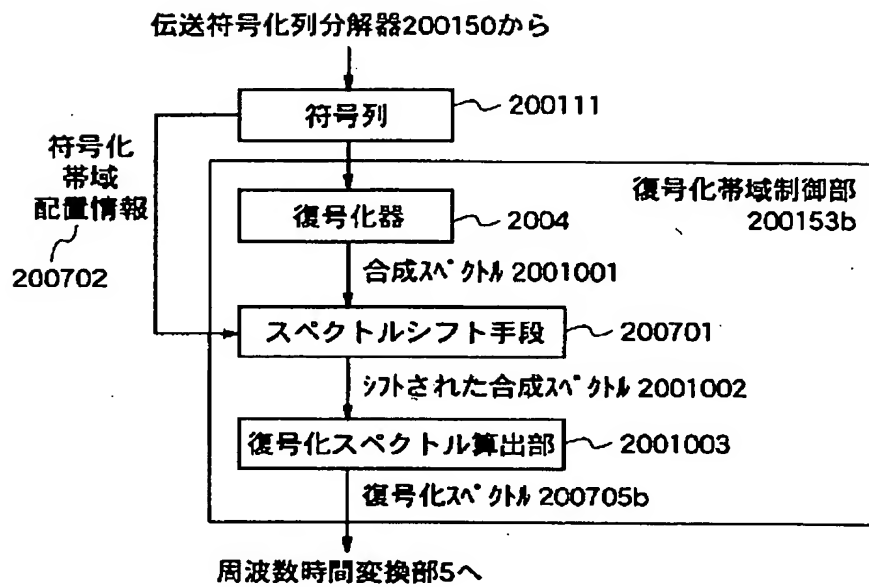 伝送符号化列分解器200150から
符号列
200111
符号化
帯域
配置情報
200702
復号化帯域制御部
200153b
復号化器
2004
合成スペクトル 2001001
スペクトルシフト手段
200701
シフトされた合成スペクトル 2001002
復号化スペクトル算出部
2001003
復号化スペクトル 200705b
周波数時間変換部5へ